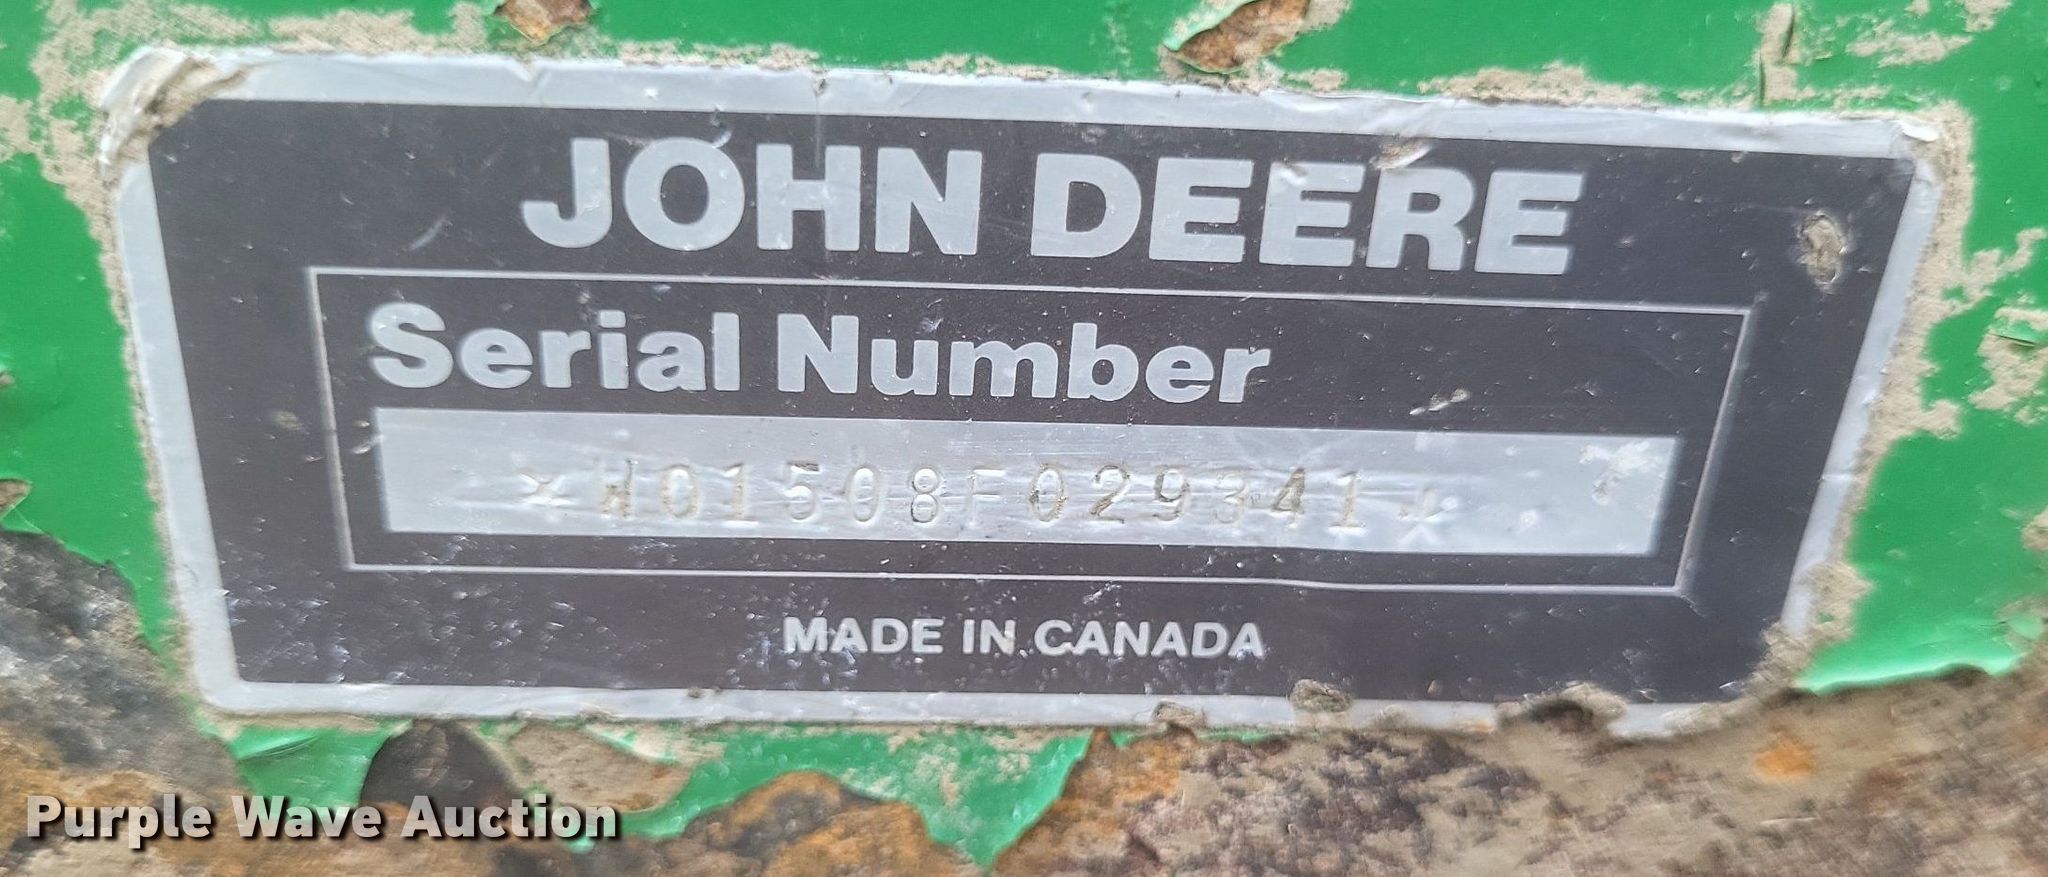 JOHN DEERE
Serial Number
*W01508F029341*
MADE IN CANADA
Purple Wave Auction